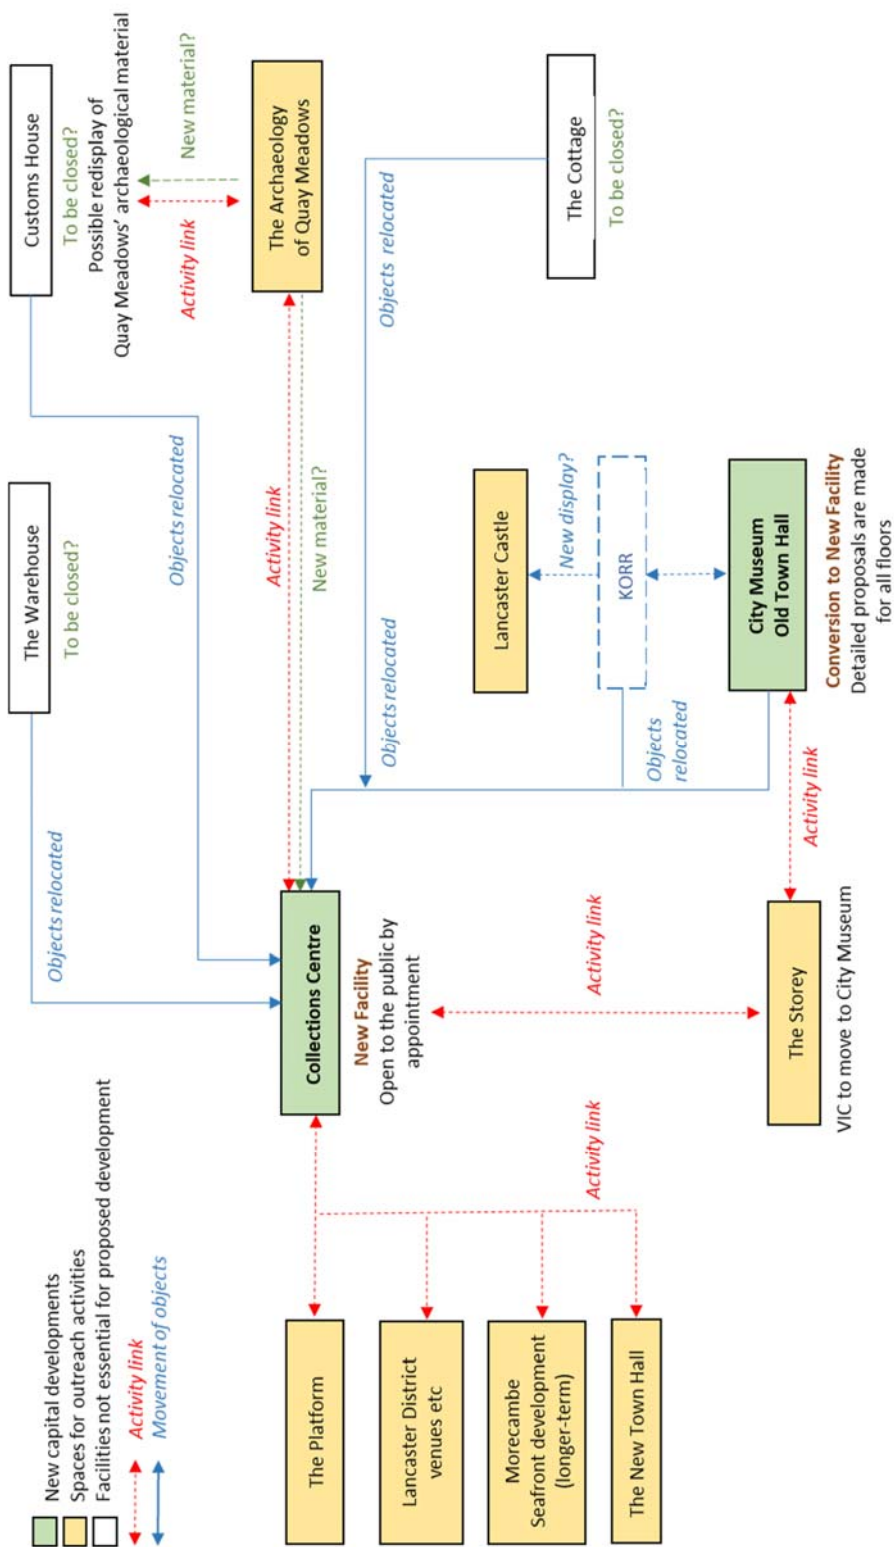 New capital developments
Spaces for outreach activities
Facilities not essential for proposed development
Activity link
Movement of objects
The Warehouse
To be closed?
Objects relocated
Customs House
To be closed?
Possible redisplay of
Quay Meadows' archaeological material
Objects relocated
Activity link
New material?
The Archaeology
of Quay Meadows
Activity link
New material?
Collections Centre
New Facility
Open to the public by
appointment
The Platform
Lancaster District
venues etc
Morecambe
Seafront development
(longer-term)
The New Town Hall
Activity link
Activity link
The Storey
VIC to move to City Museum
Activity link
Objects relocated
Objects relocated
The Cottage
To be closed?
Lancaster Castle
New display?
KORR
Objects
relocated
City Museum
Old Town Hall
Conversion to New Facility
Detailed proposals are made
for all floors